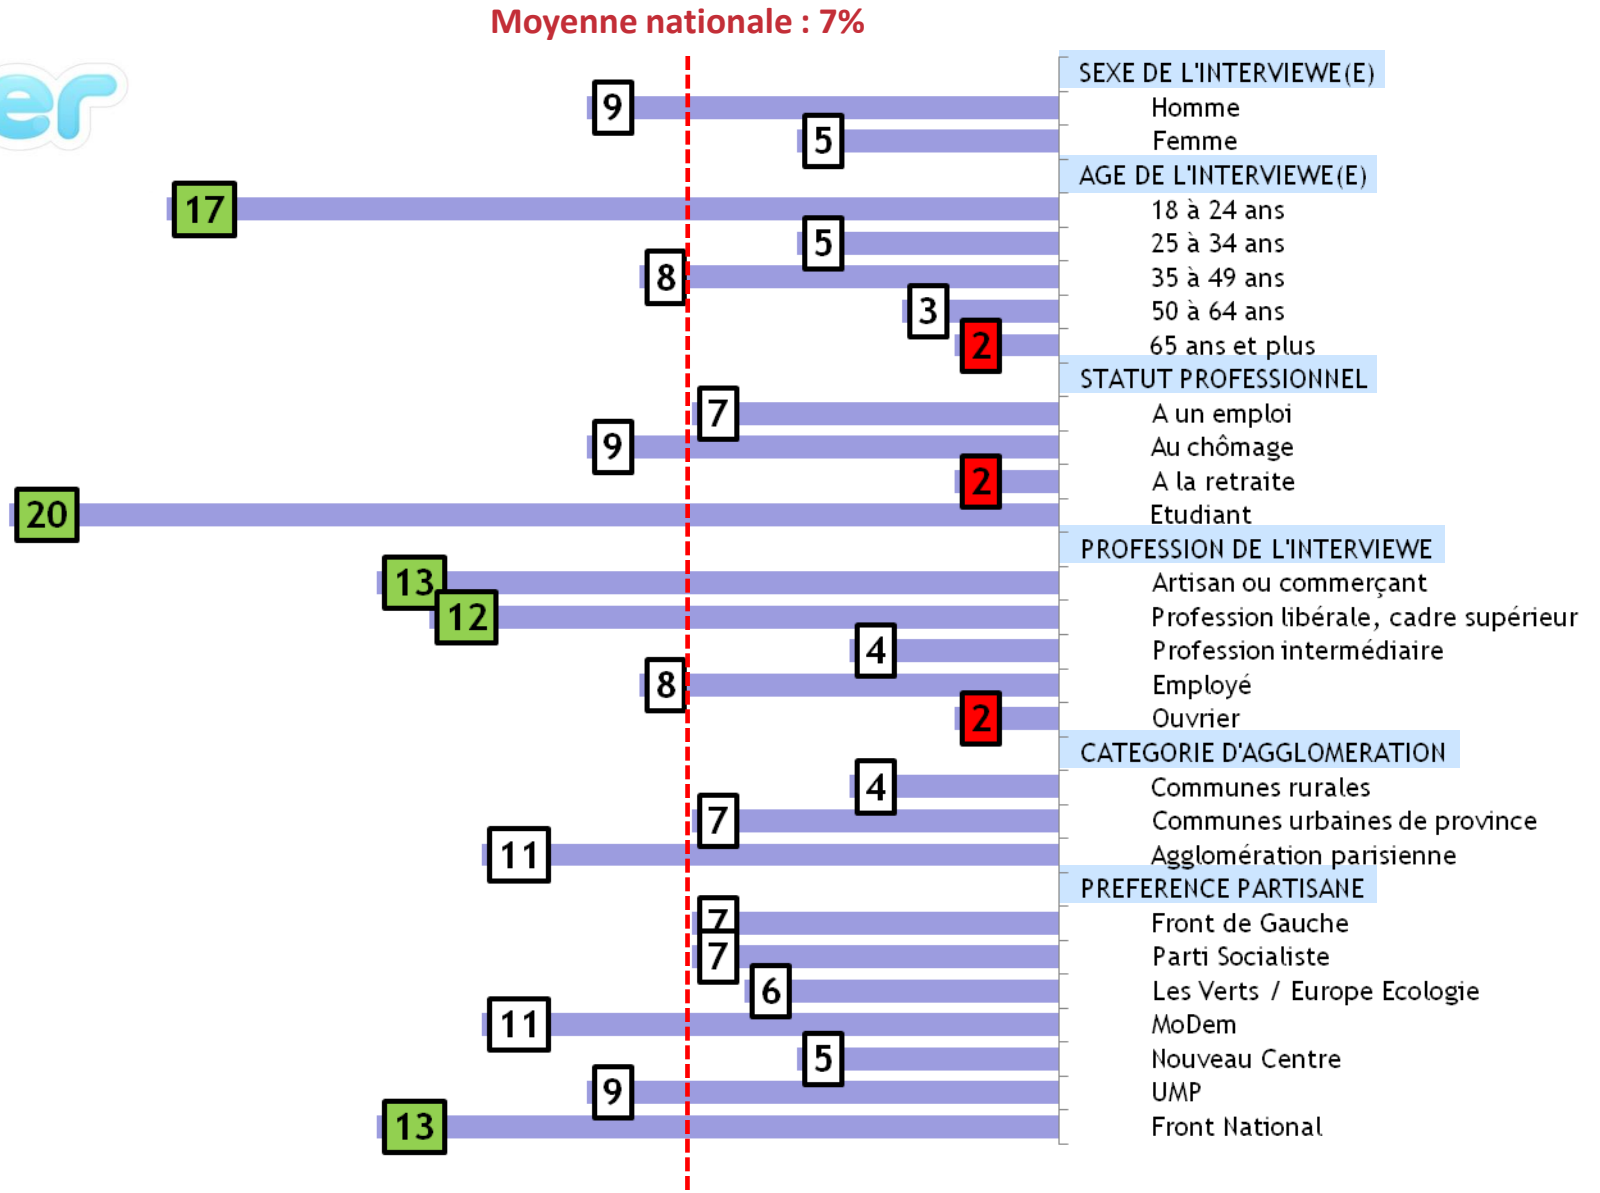 Moyenne nationale : 7%
er
SEXE DE L'INTERVIEWE(E)
9 Homme
5 Femme
AGE DE L'INTERVIEWE(E)
17 18 à 24 ans
5 25 à 34 ans
8 35 à 49 ans
3 50 à 64 ans
2 65 ans et plus
STATUT PROFESSIONNEL
7 A un emploi
9 Au chômage
2 A la retraite
20 Etudiant
PROFESSION DE L'INTERVIEWE
13 Artisan ou commerçant
12 Profession libérale, cadre supérieur
4 Profession intermédiaire
8 Employé
2 Ouvrier
CATEGORIE D'AGGLOMERATION
4 Communes rurales
7 Communes urbaines de province
11 Agglomération parisienne
PREFERENCE PARTISANE
7 Front de Gauche
7 Parti Socialiste
6 Les Verts / Europe Ecologie
11 MoDem
5 Nouveau Centre
9 UMP
13 Front National